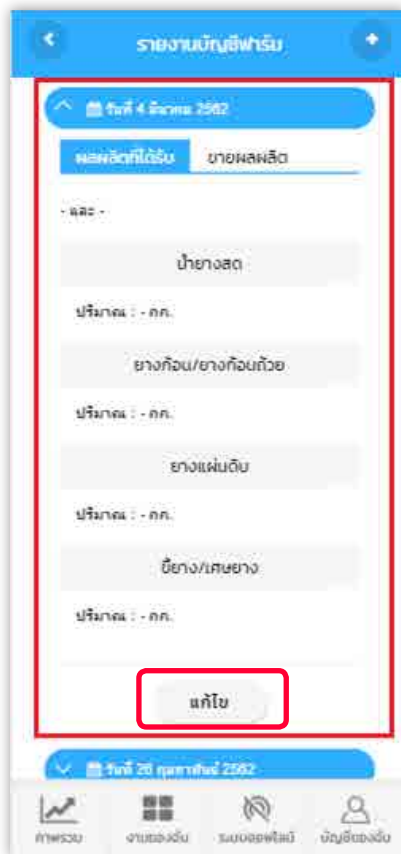 รายงานบัญชีฟาร์ม
วันที่ 4 มีนาคม 2562
ผลผลิตที่ได้รับ ขายผลผลิต
- และ -
น้ำยางสด
ปริมาณ : - กก.
ยางก้อน/ยางก้อนถ้วย
ปริมาณ : - กก.
ยางแผ่นดิบ
ปริมาณ : - กก.
ขี้ยาง/เศษยาง
ปริมาณ : - กก.
แก้ไข
วันที่ 26 กุมภาพันธ์ 2562
ภาพรวม งานของฉัน ระบบออฟไลน์ บัญชีของฉัน